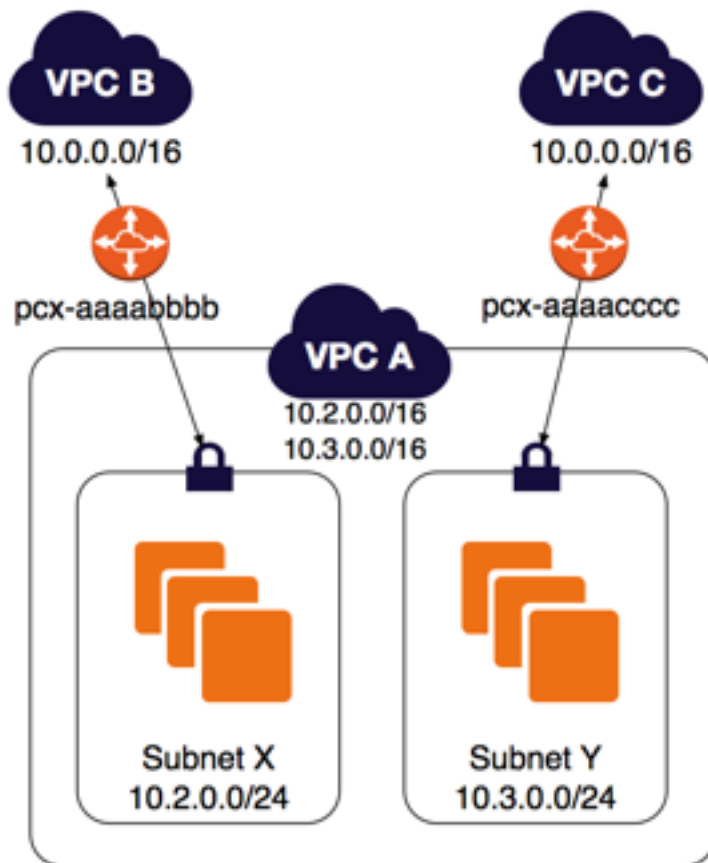 VPC B
10.0.0.0/16
pcx-aaaabbbb
VPC C
10.0.0.0/16
pcx-aaaacccc
VPC A
10.2.0.0/16
10.3.0.0/16
Subnet X
10.2.0.0/24
Subnet Y
10.3.0.0/24